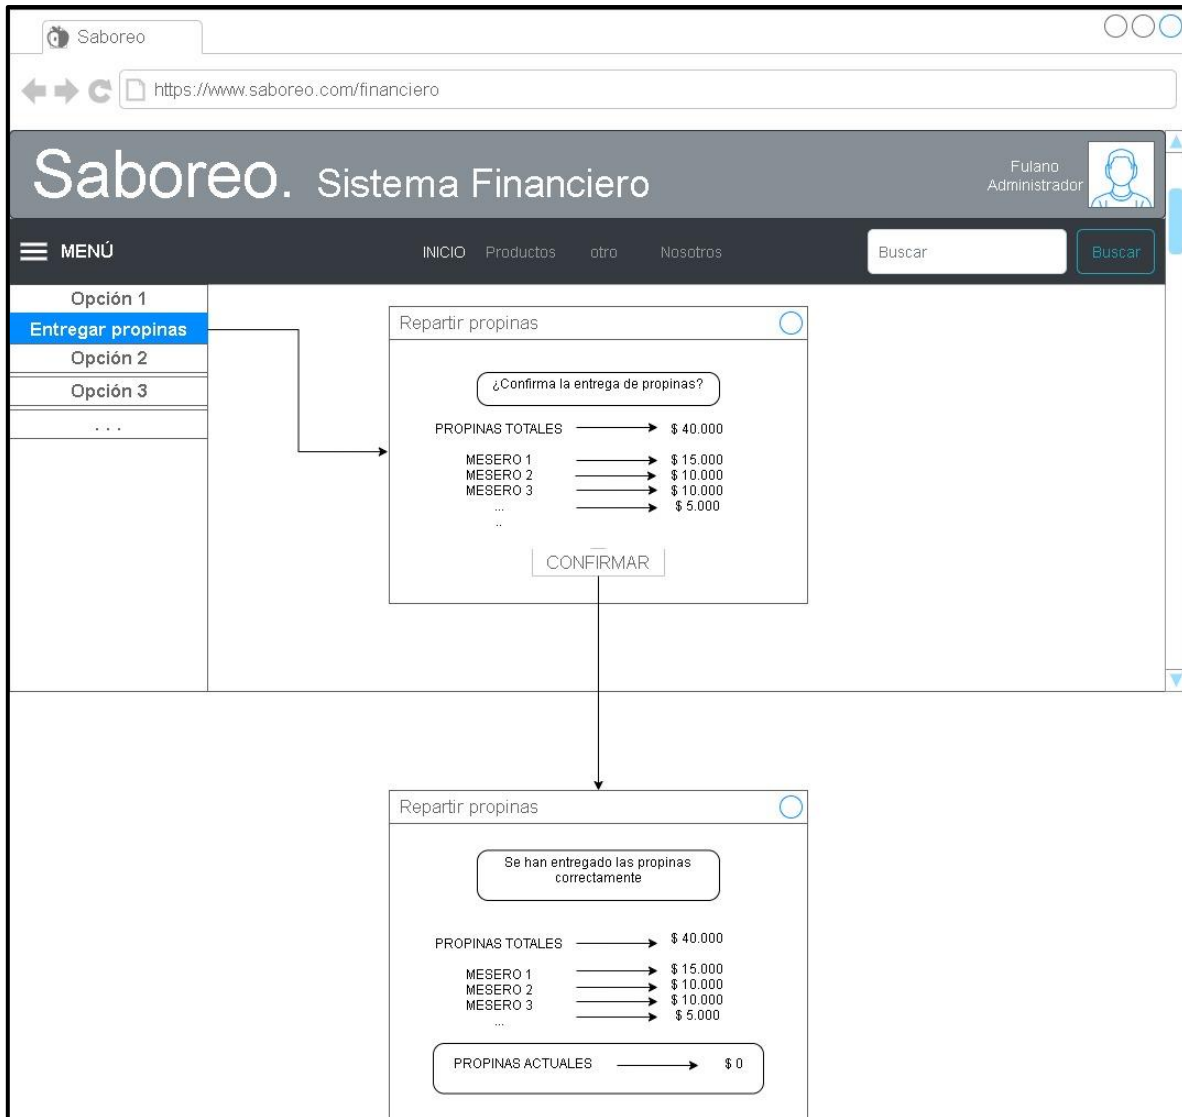 Saboreo
https://www.saboreo.com/financiero
Saboreo. Sistema Financiero
Fulano
Administrador
MENÚ
INICIO Productos otro Nosotros
Buscar
Buscar
Opción 1
Entregar propinas
Opción 2
Opción 3
. . .
Repartir propinas
¿Confirma la entrega de propinas?
PROPINAS TOTALES $ 40.000
MESERO 1 $ 15.000
MESERO 2 $ 10.000
MESERO 3 $ 10.000
... $ 5.000
..
CONFIRMAR
Repartir propinas
Se han entregado las propinas
correctamente
PROPINAS TOTALES $ 40.000
MESERO 1 $ 15.000
MESERO 2 $ 10.000
MESERO 3 $ 10.000
... $ 5.000
PROPINAS ACTUALES $ 0